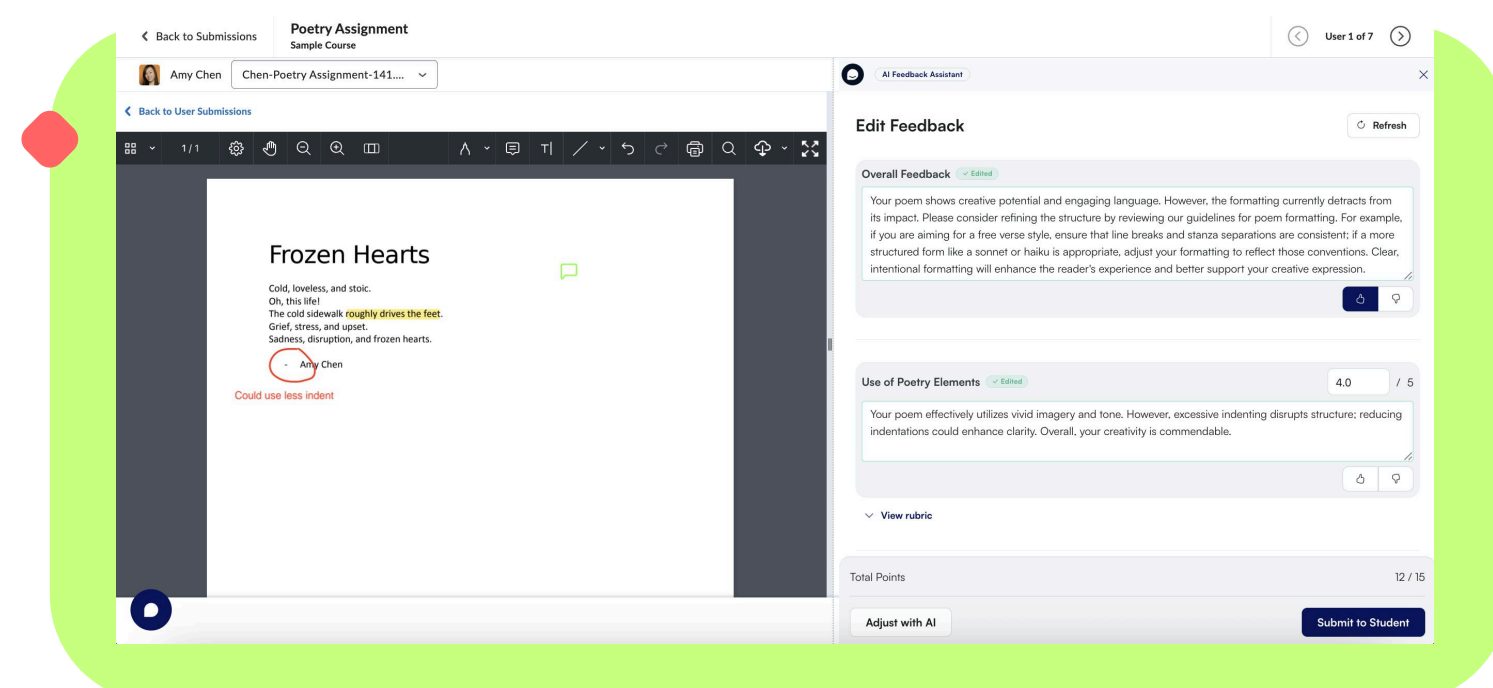 Back to Submissions
Poetry Assignment
Sample Course
User 1 of 7
Amy Chen
Chen-Poetry Assignment-141....
AI Feedback Assistant
Back to User Submissions
1/1
T
Frozen Hearts
Cold, loveless, and stoic.
Oh, this life!
The cold sidewalk roughly drives the feet.
Grief, stress, and upset.
Sadness, disruption, and frozen hearts.
- Amy Chen
Could use less indent
Edit Feedback
Refresh
Overall Feedback
Edited
Your poem shows creative potential and engaging language. However, the formatting currently detracts from
its impact. Please consider refining the structure by reviewing our guidelines for poem formatting. For example,
if you are aiming for a free verse style, ensure that line breaks and stanza separations are consistent; if a more
structured form like a sonnet or haiku is appropriate, adjust your formatting to reflect those conventions. Clear,
intentional formatting will enhance the reader's experience and better support your creative expression.
Use of Poetry Elements
Edited
4.0 / 5
Your poem effectively utilizes vivid imagery and tone. However, excessive indenting disrupts structure; reducing
indentations could enhance clarity. Overall, your creativity is commendable.
View rubric
Total Points
12 / 15
Adjust with AI
Submit to Student